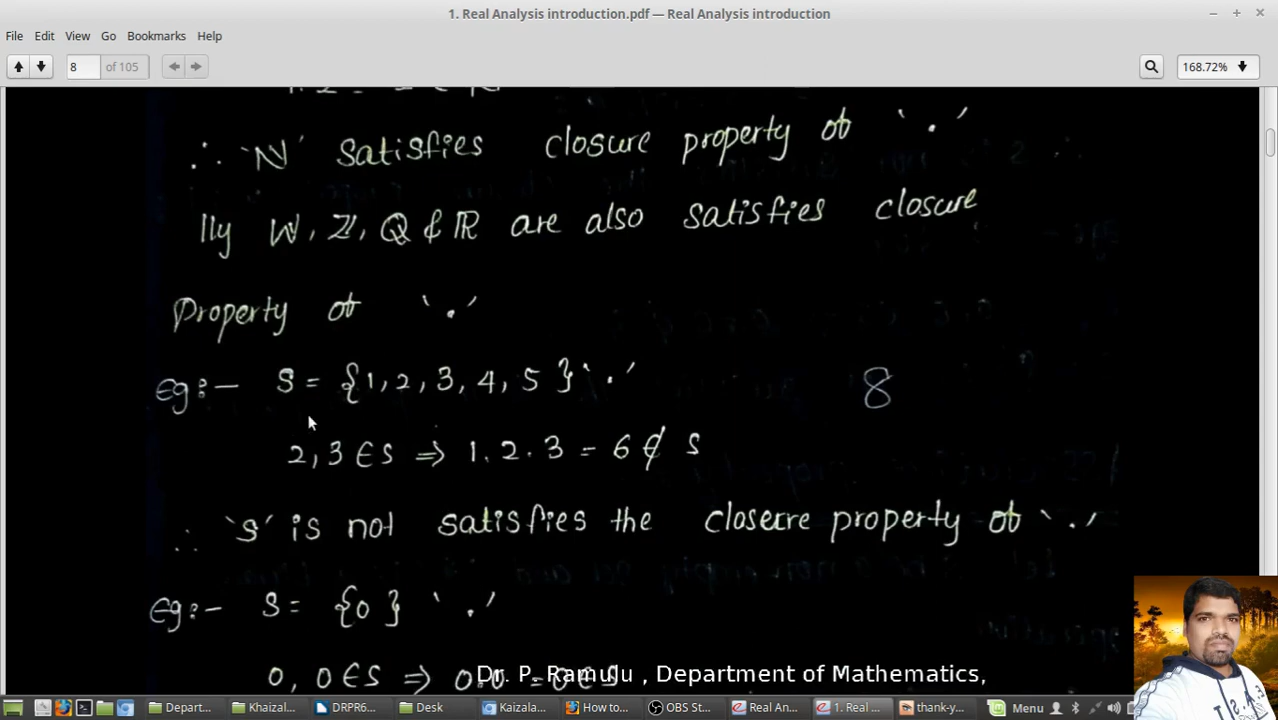 1. Real Analysis introduction.pdf — Real Analysis introduction
File Edit View Go Bookmarks Help
8 of 105 168.72%
∴ `N' satisfies closure property of `.'
lly W, Z, Q & R are also satisfies closure
Property of `.'
Eg:- S = {1, 2, 3, 4, 5} `.'
8
2, 3 ∈ S ⇒ 1. 2. 3 = 6 ∉ S
∴ `S' is not satisfies the closere property of `.'
Eg:- S = {0} `.'
0, 0 ∈ S ⇒ 0.0 = 0 ∈ S
Dr. P. Ramulu , Department of Mathematics,
Depart... Khaizal... DRPR6... Desk Kaizala... How to... OBS St... Real An... 1. Real ... thank-y... Menu